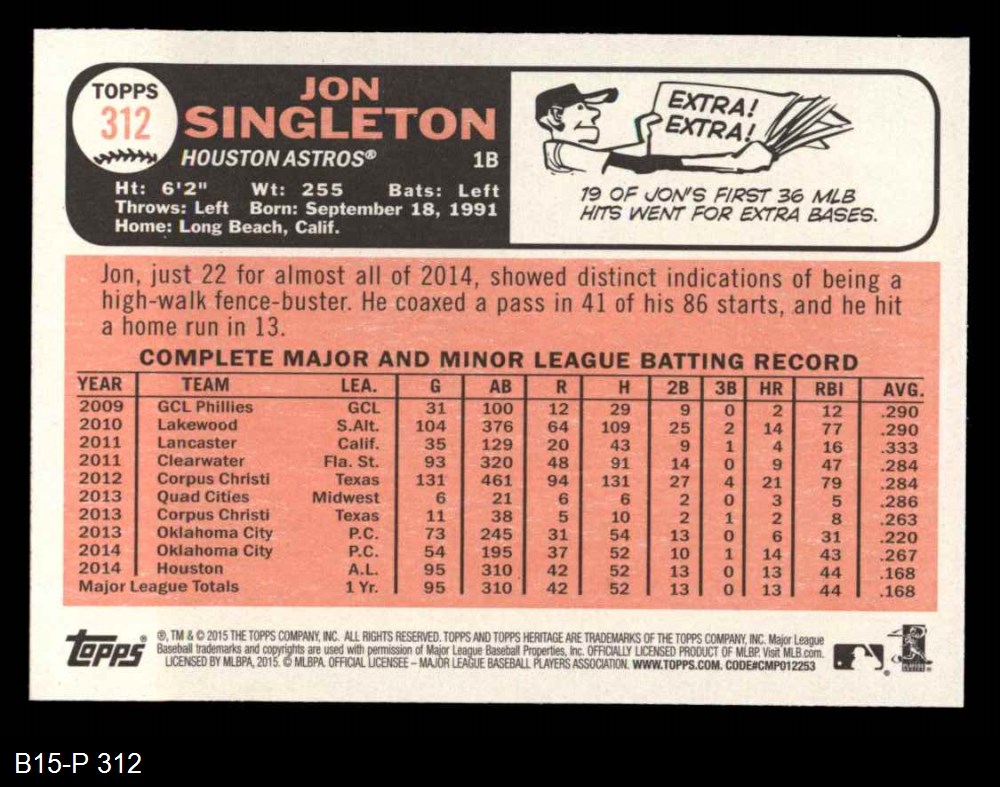 TOPPS
312
JON
SINGLETON
HOUSTON ASTROS® 1B
Ht: 6'2" Wt: 255 Bats: Left
Throws: Left Born: September 18, 1991
Home: Long Beach, Calif.
EXTRA!
EXTRA!
19 OF JON'S FIRST 36 MLB
HITS WENT FOR EXTRA BASES.
Jon, just 22 for almost all of 2014, showed distinct indications of being a
high-walk fence-buster. He coaxed a pass in 41 of his 86 starts, and he hit
a home run in 13.
COMPLETE MAJOR AND MINOR LEAGUE BATTING RECORD
YEAR TEAM LEA. G AB R H 2B 3B HR RBI AVG.
2009 GCL Phillies GCL 31 100 12 29 9 0 2 12 .290
2010 Lakewood S.Alt. 104 376 64 109 25 2 14 77 .290
2011 Lancaster Calif. 35 129 20 43 9 1 4 16 .333
2011 Clearwater Fla. St. 93 320 48 91 14 0 9 47 .284
2012 Corpus Christi Texas 131 461 94 131 27 4 21 79 .284
2013 Quad Cities Midwest 6 21 6 6 2 0 3 5 .286
2013 Corpus Christi Texas 11 38 5 10 2 1 2 8 .263
2013 Oklahoma City P.C. 73 245 31 54 13 0 6 31 .220
2014 Oklahoma City P.C. 54 195 37 52 10 1 14 43 .267
2014 Houston A.L. 95 310 42 52 13 0 13 44 .168
Major League Totals 1 Yr. 95 310 42 52 13 0 13 44 .168
topps
®, TM & © 2015 THE TOPPS COMPANY, INC. ALL RIGHTS RESERVED. TOPPS AND TOPPS HERITAGE ARE TRADEMARKS OF THE TOPPS COMPANY, INC. Major League
Baseball trademarks and copyrights are used with permission of Major League Baseball Properties, Inc. OFFICIALLY LICENSED PRODUCT OF MLBP. Visit MLB.com.
LICENSED BY MLBPA, 2015. © MLBPA. OFFICIAL LICENSEE – MAJOR LEAGUE BASEBALL PLAYERS ASSOCIATION. WWW.TOPPS.COM. CODE#CMP012253
B15-P 312